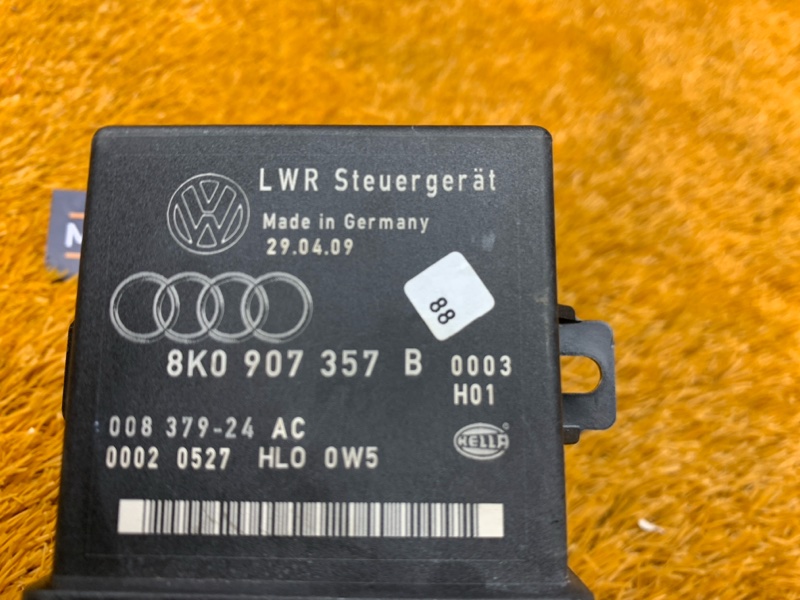 LWR Steuergerät
Made in Germany
29.04.09
88
8K0 907 357 B 0003
H01
008 379-24 AC
0002 0527 HLO 0W5
HELLA